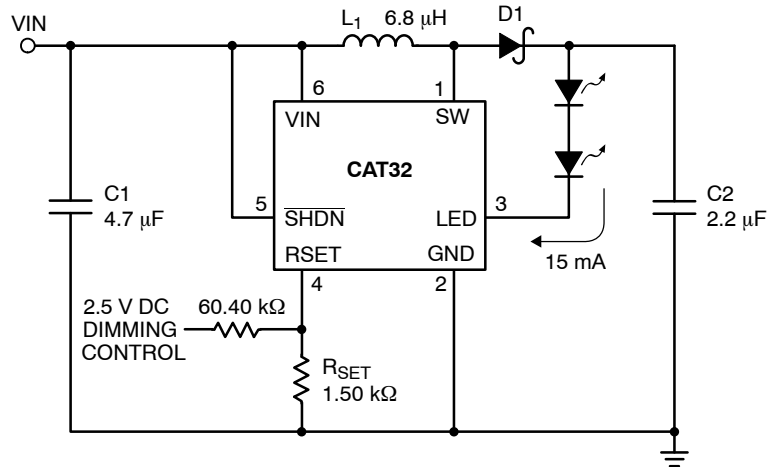 VIN
L1 6.8 μH
D1
6
1
VIN
SW
CAT32
C1
4.7 μF
5
SHDN
LED
3
C2
2.2 μF
RSET
GND
4
2
15 mA
2.5 V DC
DIMMING
CONTROL
60.40 kΩ
RSET
1.50 kΩ